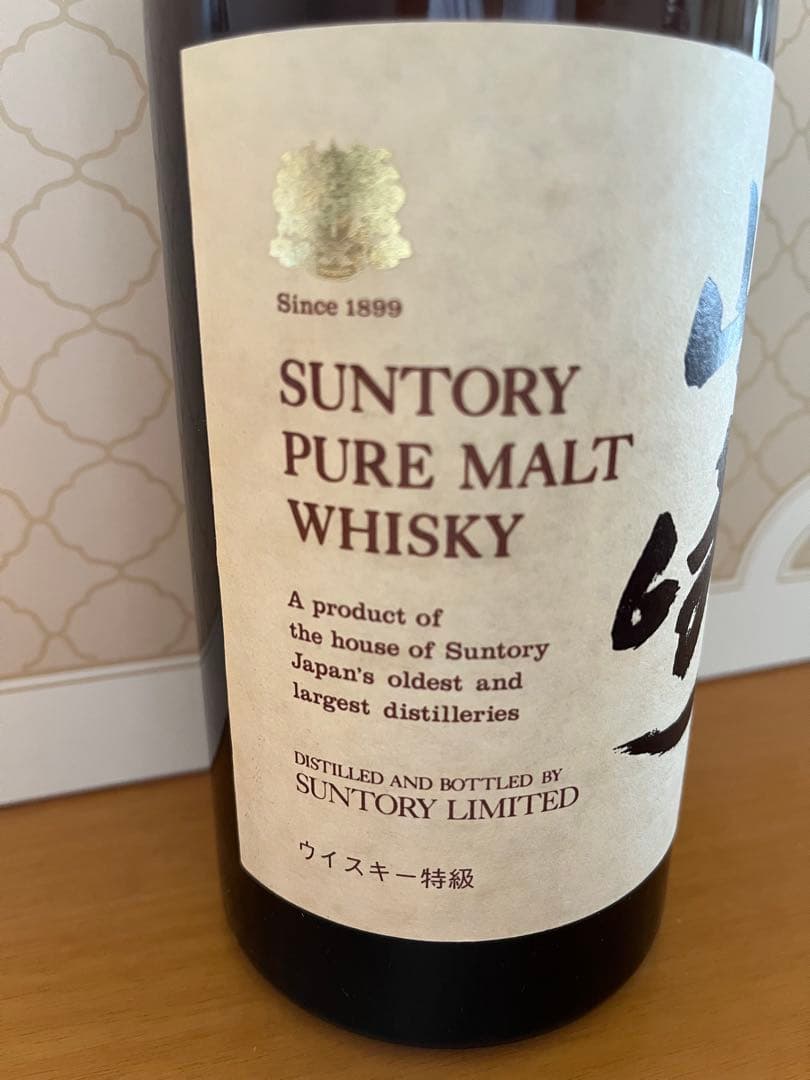 Since 1899
SUNTORY
PURE MALT
WHISKY
A product of
the house of Suntory
Japan's oldest and
largest distilleries
DISTILLED AND BOTTLED BY
SUNTORY LIMITED
ウイスキー特級